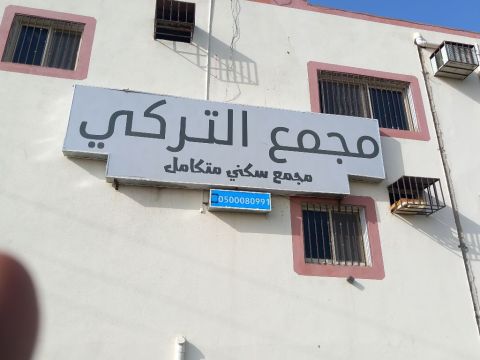 مجمع التركي
مجمع سكني متكامل
0500080991